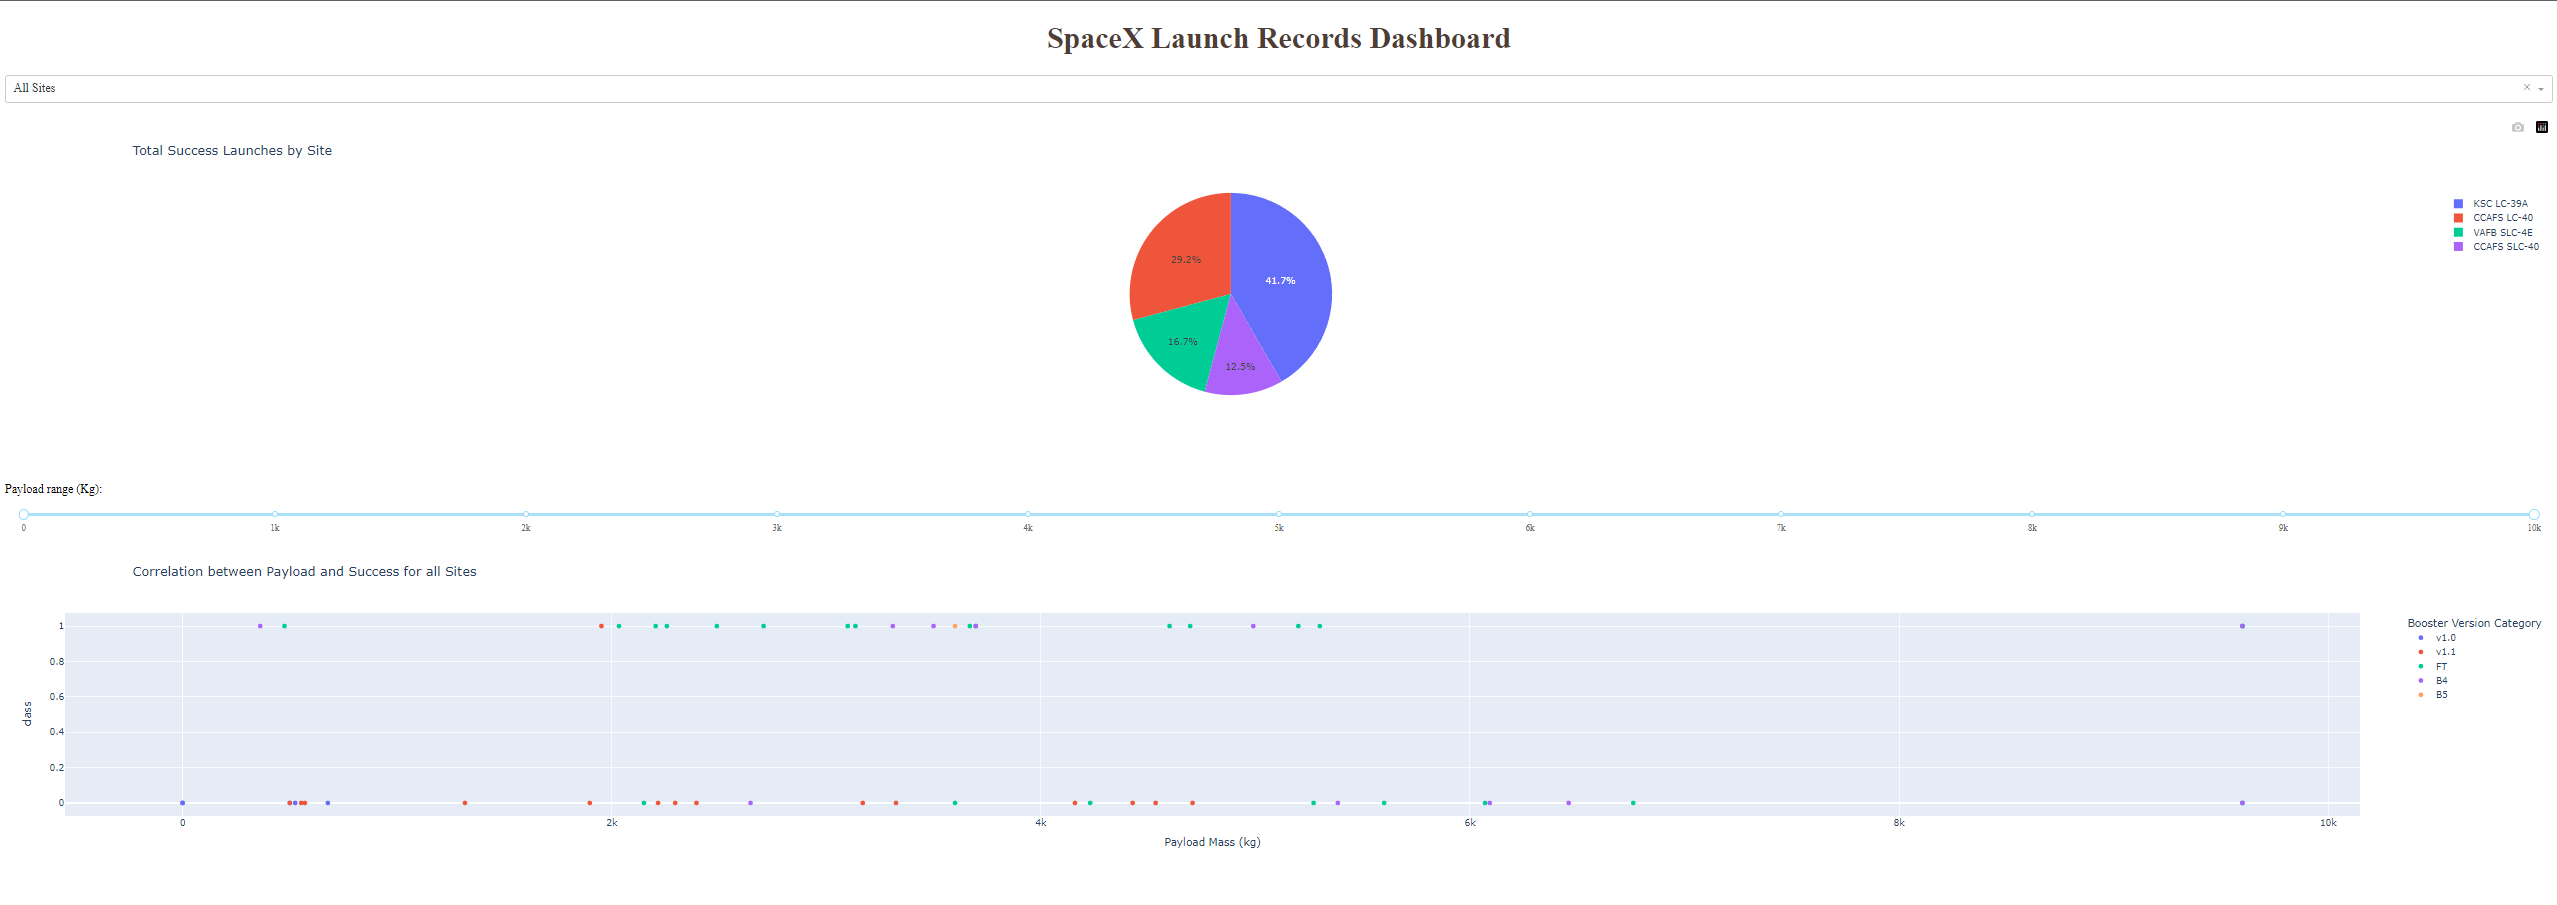 SpaceX Launch Records Dashboard
All Sites
×
Total Success Launches by Site
KSC LC-39A
CCAFS LC-40
VAFB SLC-4E
CCAFS SLC-40
29.2%
41.7%
16.7%
12.5%
Payload range (Kg):
0 1k 2k 3k 4k 5k 6k 7k 8k 9k 10k
Correlation between Payload and Success for all Sites
1
0.8
0.6
0.4
0.2
0
class
0 2k 4k 6k 8k 10k
Payload Mass (kg)
Booster Version Category
v1.0
v1.1
FT
B4
B5